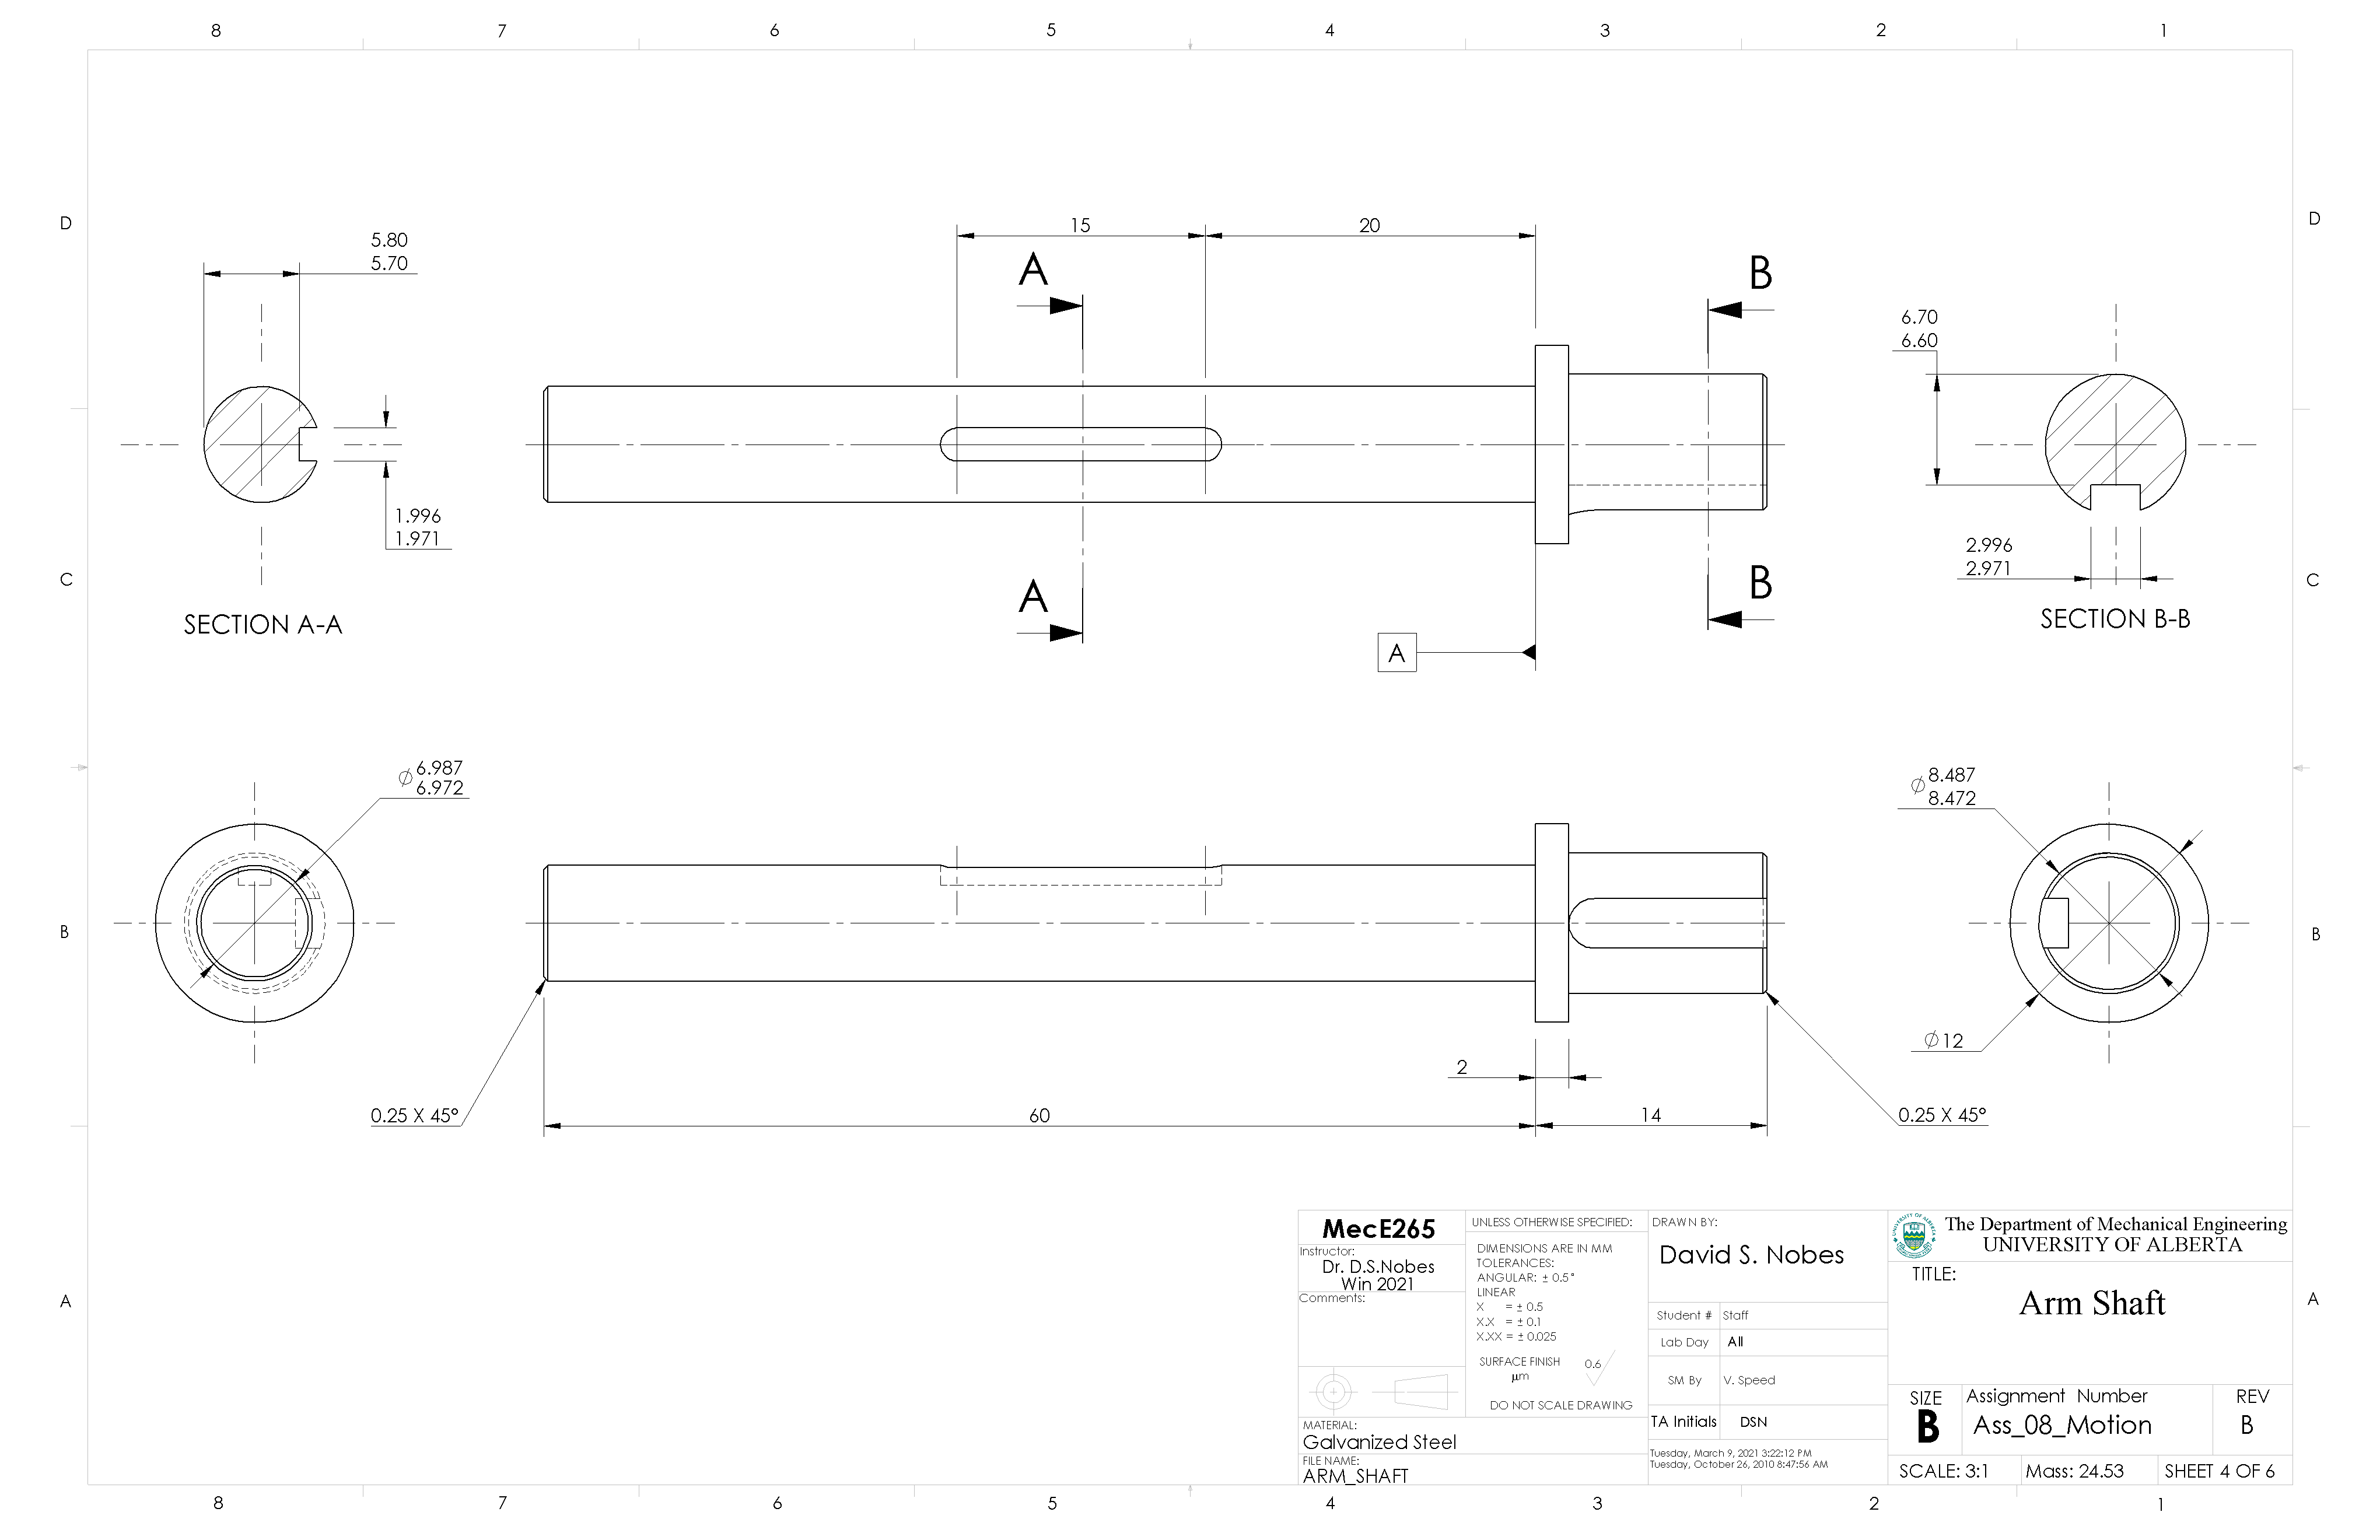 8 7 6 5 4 3 2 1
D D
C C
B B
A A
5.80
5.70
1.996
1.971
SECTION A-A
15
20
A
A
B
B
A
6.70
6.60
2.996
2.971
SECTION B-B
⌀ 6.987
6.972
0.25 X 45°
60
2
14
0.25 X 45°
⌀ 8.487
8.472
⌀ 12
MecE265
Instructor:
Dr. D.S.Nobes
Win 2021
Comments:
MATERIAL:
Galvanized Steel
FILE NAME:
ARM_SHAFT
UNLESS OTHERWISE SPECIFIED:
DIMENSIONS ARE IN MM
TOLERANCES:
ANGULAR: ± 0.5°
LINEAR
X = ± 0.5
X.X = ± 0.1
X.XX = ± 0.025
SURFACE FINISH 0.6
µm
DO NOT SCALE DRAWING
DRAWN BY:
David S. Nobes
Student # Staff
Lab Day All
SM By V. Speed
TA Initials DSN
Tuesday, March 9, 2021 3:22:12 PM
Tuesday, October 26, 2010 8:47:56 AM
The Department of Mechanical Engineering
UNIVERSITY OF ALBERTA
TITLE:
Arm Shaft
SIZE
B
Assignment Number
Ass_08_Motion
REV
B
SCALE: 3:1 Mass: 24.53 SHEET 4 OF 6
8 7 6 5 4 3 2 1